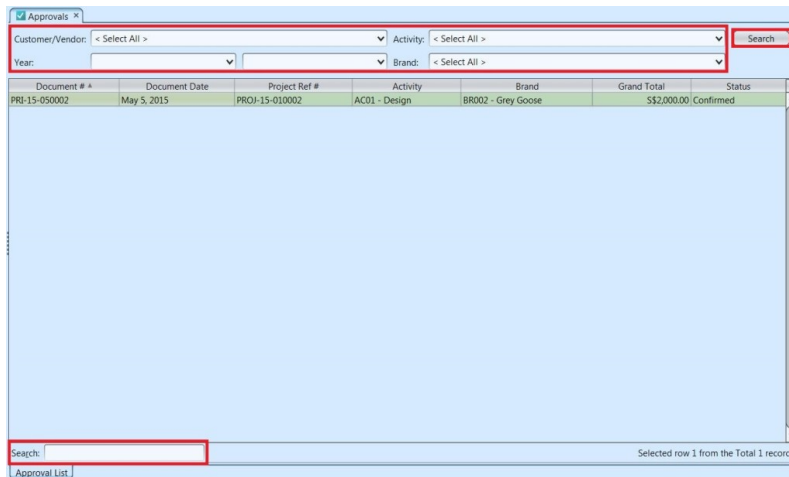 Approvals
Customer/Vendor: < Select All > Activity: < Select All > Search
Year: Brand: < Select All >
Document # Document Date Project Ref # Activity Brand Grand Total Status
PRI-15-050002 May 5, 2015 PROJ-15-010002 AC01 - Design BR002 - Grey Goose S$2,000.00 Confirmed
Search: Selected row 1 from the Total 1 record
Approval List